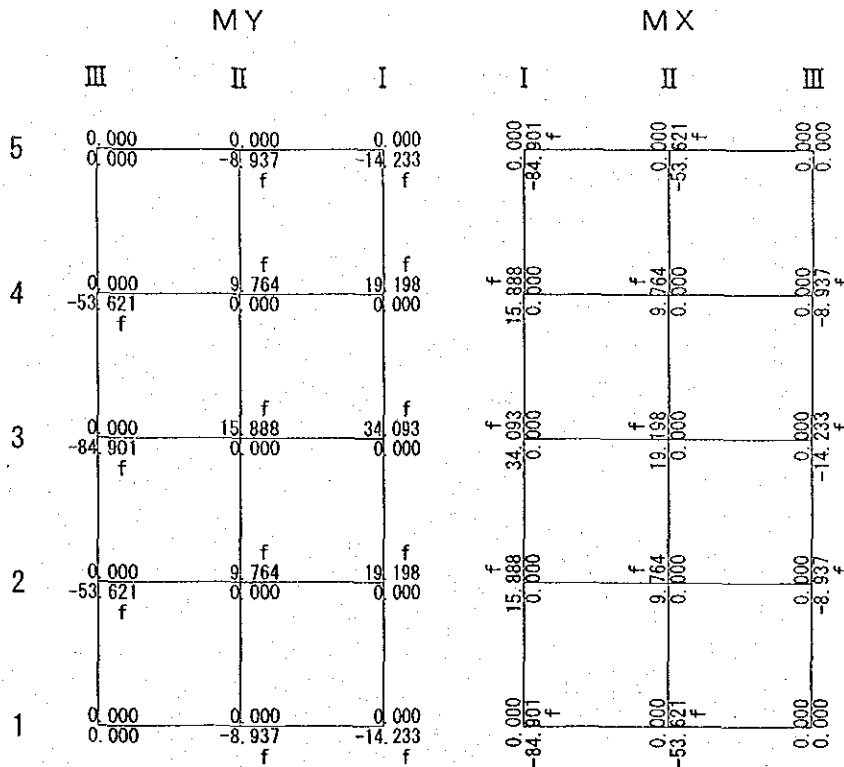 MY MX
III II I I II III
5 0.000 0.000 0.000 0.000 0.000 0.000
0.000 -8.937 -14.233 -84.901 -53.621 0.000
f f f f
f f f f
4 0.000 9.764 19.198 15.888 9.764 0.000
-53.621 0.000 0.000 0.000 0.000 -8.937
f f
f f f f
3 0.000 15.888 34.093 34.093 19.198 0.000
-84.901 0.000 0.000 0.000 0.000 -14.233
f f
f f f f
2 0.000 9.764 19.198 15.888 9.764 0.000
-53.621 0.000 0.000 0.000 0.000 -8.937
f f
1 0.000 0.000 0.000 0.000 0.000 0.000
0.000 -8.937 -14.233 -84.901 -53.621 0.000
f f f f